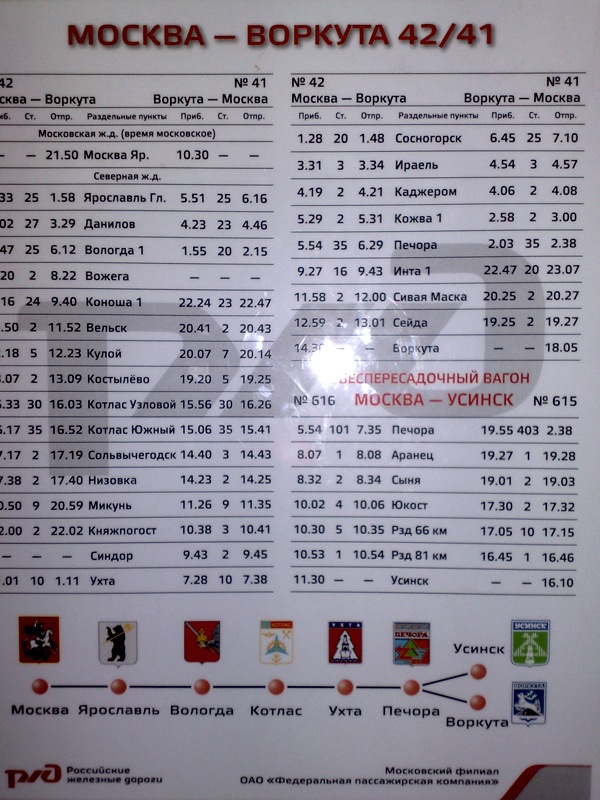 МОСКВА — ВОРКУТА 42/41
42 № 41
сква — Воркута Воркута — Москва
иб. Ст. Отпр. Раздельные пункты Приб. Ст. Отпр.
Московская ж.д. (время московское)
— — 21.50 Москва Яр. 10.30 — —
Северная ж.д.
33 25 1.58 Ярославль Гл. 5.51 25 6.16
02 27 3.29 Данилов 4.23 23 4.46
47 25 6.12 Вологда 1 1.55 20 2.15
20 2 8.22 Вожега — — —
16 24 9.40 Коноша 1 22.24 23 22.47
.50 2 11.52 Вельск 20.41 2 20.43
.18 5 12.23 Кулой 20.07 7 20.14
.07 2 13.09 Костылёво 19.20 5 19.25
.33 30 16.03 Котлас Узловой 15.56 30 16.26
.17 35 16.52 Котлас Южный 15.06 35 15.41
.17 2 17.19 Сольвычегодск 14.40 3 14.43
.38 2 17.40 Низовка 14.23 2 14.25
.50 9 20.59 Микунь 11.26 9 11.35
.00 2 22.02 Княжпогост 10.38 3 10.41
— — — Синдор 9.43 2 9.45
.01 10 1.11 Ухта 7.28 10 7.38
№ 42 № 41
Москва — Воркута Воркута — Москва
Приб. Ст. Отпр. Раздельные пункты Приб. Ст. Отпр.
1.28 20 1.48 Сосногорск 6.45 25 7.10
3.31 3 3.34 Ираель 4.54 3 4.57
4.19 2 4.21 Каджером 4.06 2 4.08
5.29 2 5.31 Кожва 1 2.58 2 3.00
5.54 35 6.29 Печора 2.03 35 2.38
9.27 16 9.43 Инта 1 22.47 20 23.07
11.58 2 12.00 Сивая Маска 20.25 2 20.27
12.59 2 13.01 Сейда 19.25 2 19.27
14.30 — — Воркута — — 18.05
БЕСПЕРЕСАДОЧНЫЙ ВАГОН
№ 616 МОСКВА — УСИНСК № 615
5.54 101 7.35 Печора 19.55 403 2.38
8.07 1 8.08 Аранец 19.27 1 19.28
8.32 2 8.34 Сыня 19.01 2 19.03
10.02 4 10.06 Юкост 17.30 2 17.32
10.30 5 10.35 Рзд 66 км 17.05 10 17.15
10.53 1 10.54 Рзд 81 км 16.45 1 16.46
11.30 — — Усинск — — 16.10
КОТЛАС
УХТА
ПЕЧОРА
УСИНСК
Усинск
ВОРКУТА
Москва Ярославль Вологда Котлас Ухта Печора Воркута
ржд Российские железные дороги
Московский филиал
ОАО «Федеральная пассажирская компания»